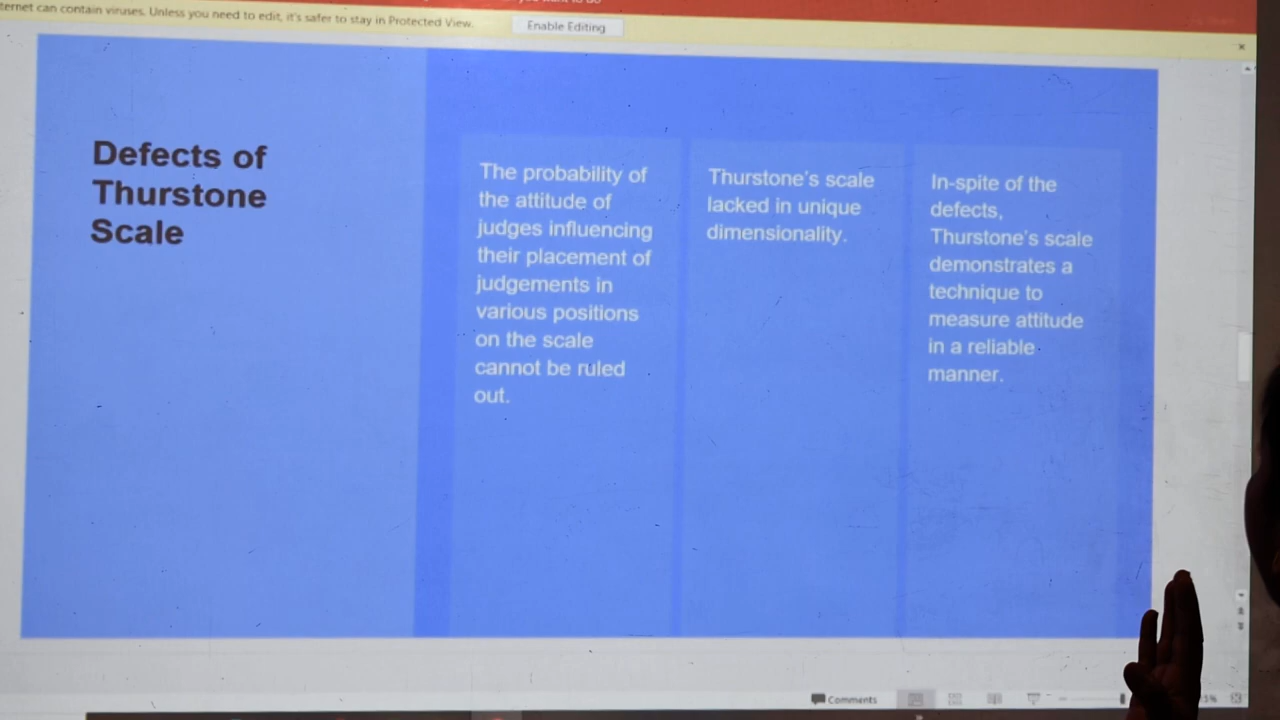 ternet can contain viruses. Unless you need to edit, it's safer to stay in Protected View.
Enable Editing
Defects of
Thurstone
Scale
The probability of
the attitude of
judges influencing
their placement of
judgements in
various positions
on the scale
cannot be ruled
out.
Thurstone's scale
lacked in unique
dimensionality.
In-spite of the
defects,
Thurstone's scale
demonstrates a
technique to
measure attitude
in a reliable
manner.
Comments